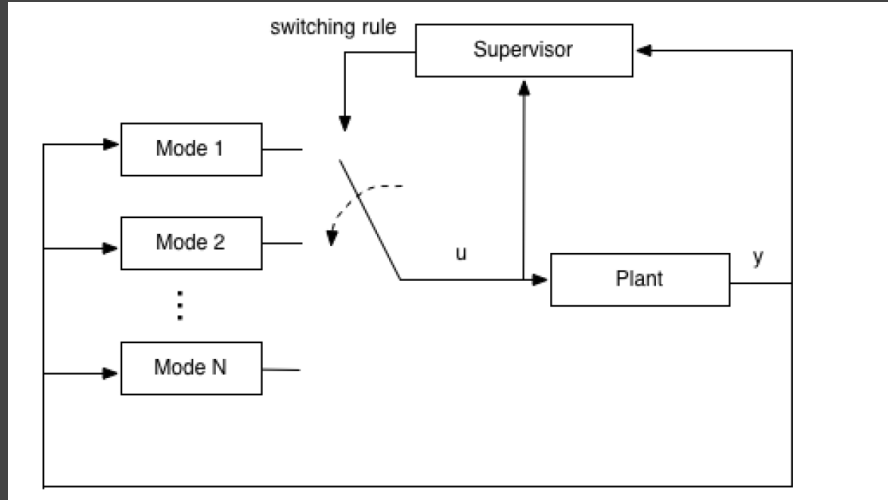 switching rule
Supervisor
Mode 1
Mode 2
u
y
Plant
Mode N